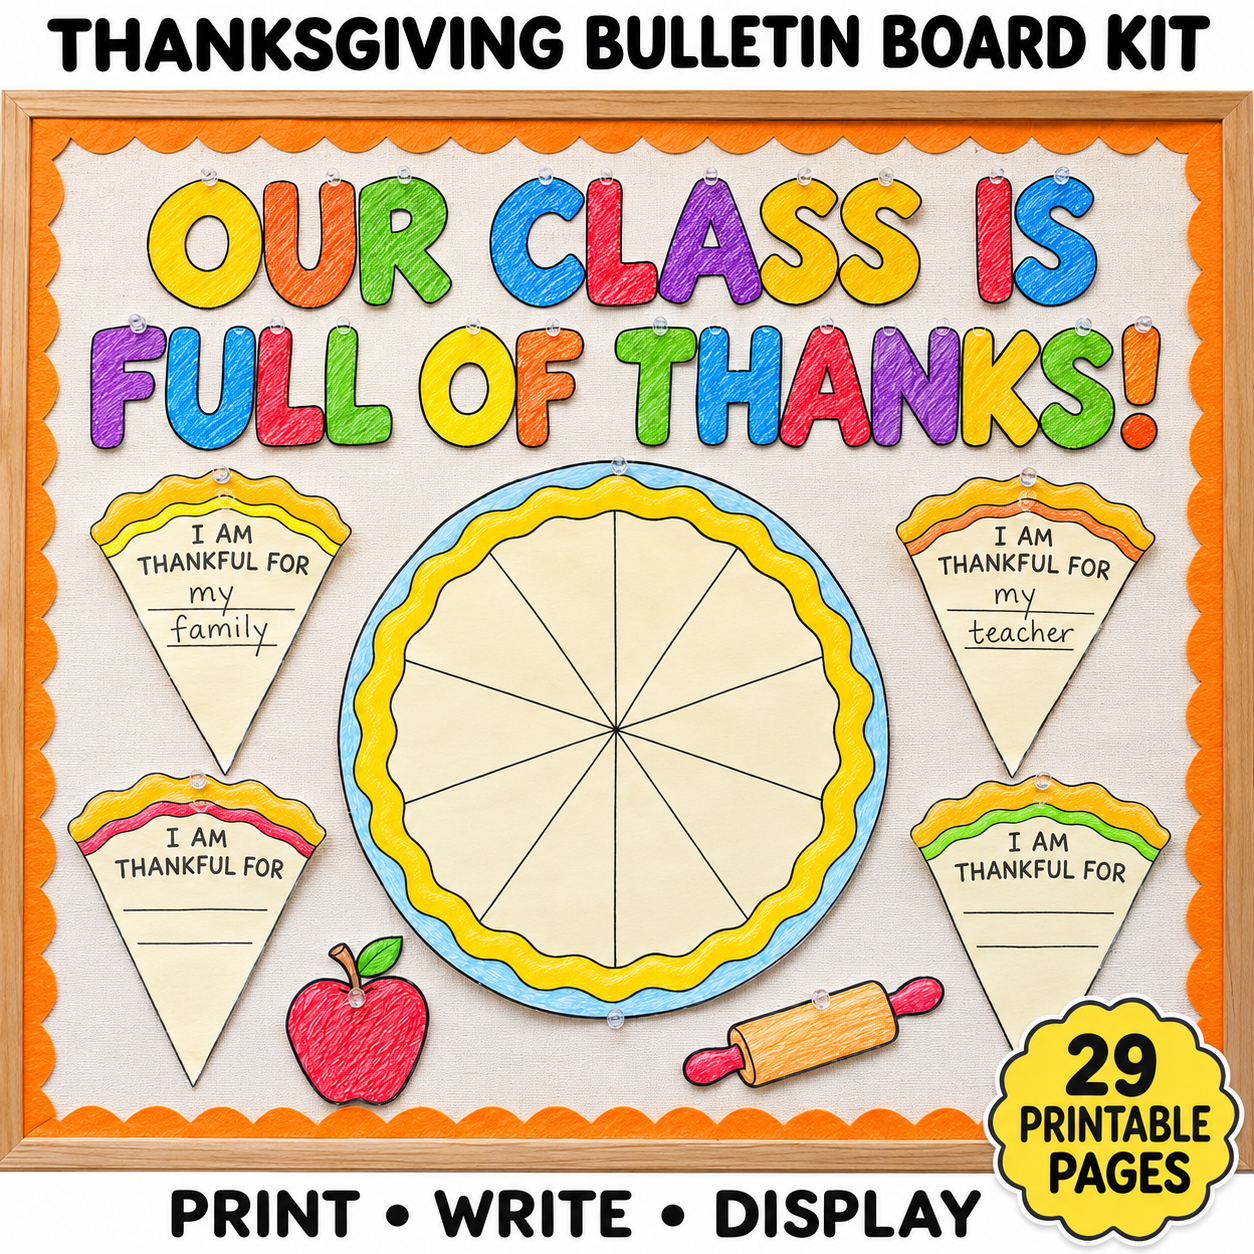 THANKSGIVING BULLETIN BOARD KIT
OUR CLASS IS
FULL OF THANKS!
I AM
THANKFUL FOR
my
family
I AM
THANKFUL FOR
my
teacher
I AM
THANKFUL FOR
I AM
THANKFUL FOR
29
PRINTABLE
PAGES
PRINT • WRITE • DISPLAY